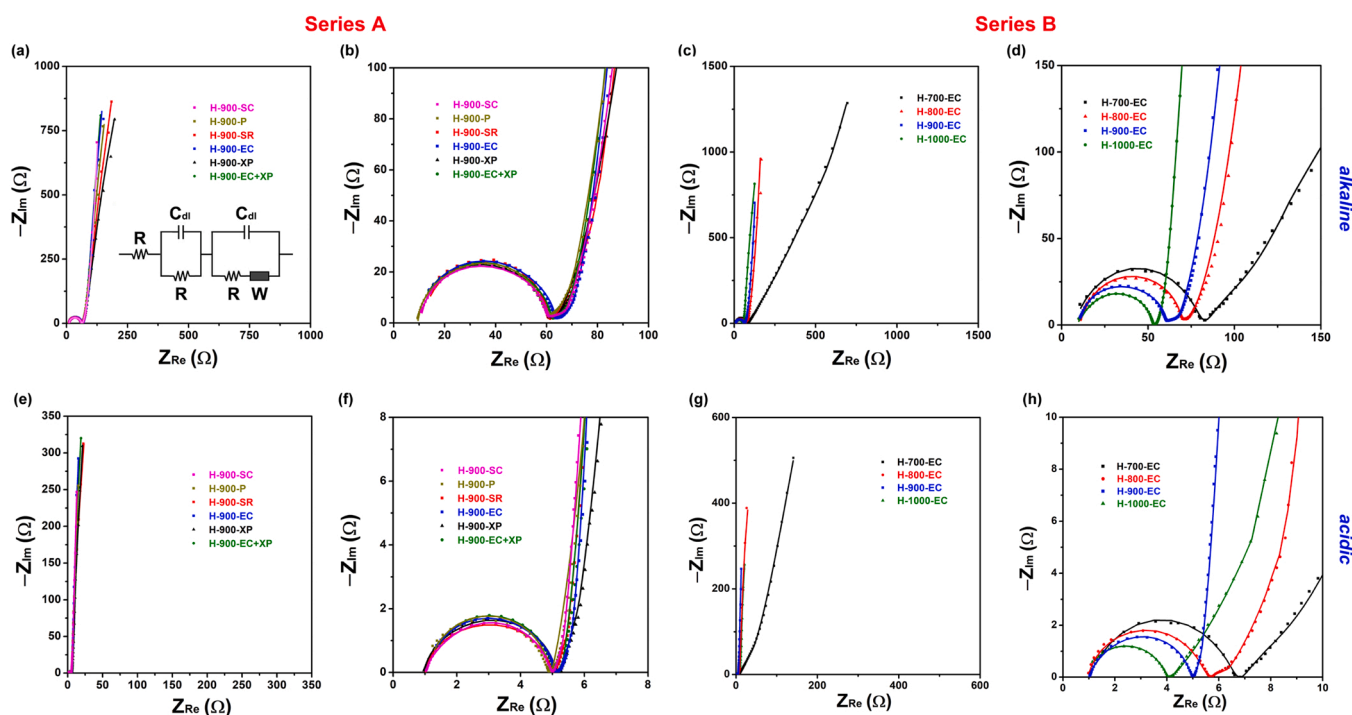 Series A
Series B
(a)
−ZIm (Ω)
1000
750
500
250
0
H-900-SC
H-900-P
H-900-SR
H-900-EC
H-900-XP
H-900-EC+XP
Cdl
Cdl
R
R
R
W
0 250 500 750 1000
ZRe (Ω)
(b)
−ZIm (Ω)
100
80
60
40
20
0
H-900-SC
H-900-P
H-900-SR
H-900-EC
H-900-XP
H-900-EC+XP
0 20 40 60 80 100
ZRe (Ω)
(c)
−ZIm (Ω)
1500
1250
1000
750
500
250
0
H-700-EC
H-800-EC
H-900-EC
H-1000-EC
0 250 500 750 1000 1250 1500
ZRe (Ω)
(d)
−ZIm (Ω)
150
100
50
0
H-700-EC
H-800-EC
H-900-EC
H-1000-EC
0 50 100 150
ZRe (Ω)
alkaline
(e)
−ZIm (Ω)
350
300
250
200
150
100
50
0
H-900-SC
H-900-P
H-900-SR
H-900-EC
H-900-XP
H-900-EC+XP
0 50 100 150 200 250 300 350
ZRe (Ω)
(f)
−ZIm (Ω)
8
6
4
2
0
H-900-SC
H-900-P
H-900-SR
H-900-EC
H-900-XP
H-900-EC+XP
0 2 4 6 8
ZRe (Ω)
(g)
−ZIm (Ω)
600
400
200
0
H-700-EC
H-800-EC
H-900-EC
H-1000-EC
0 200 400 600
ZRe (Ω)
(h)
−ZIm (Ω)
10
8
6
4
2
0
H-700-EC
H-800-EC
H-900-EC
H-1000-EC
0 2 4 6 8 10
ZRe (Ω)
acidic